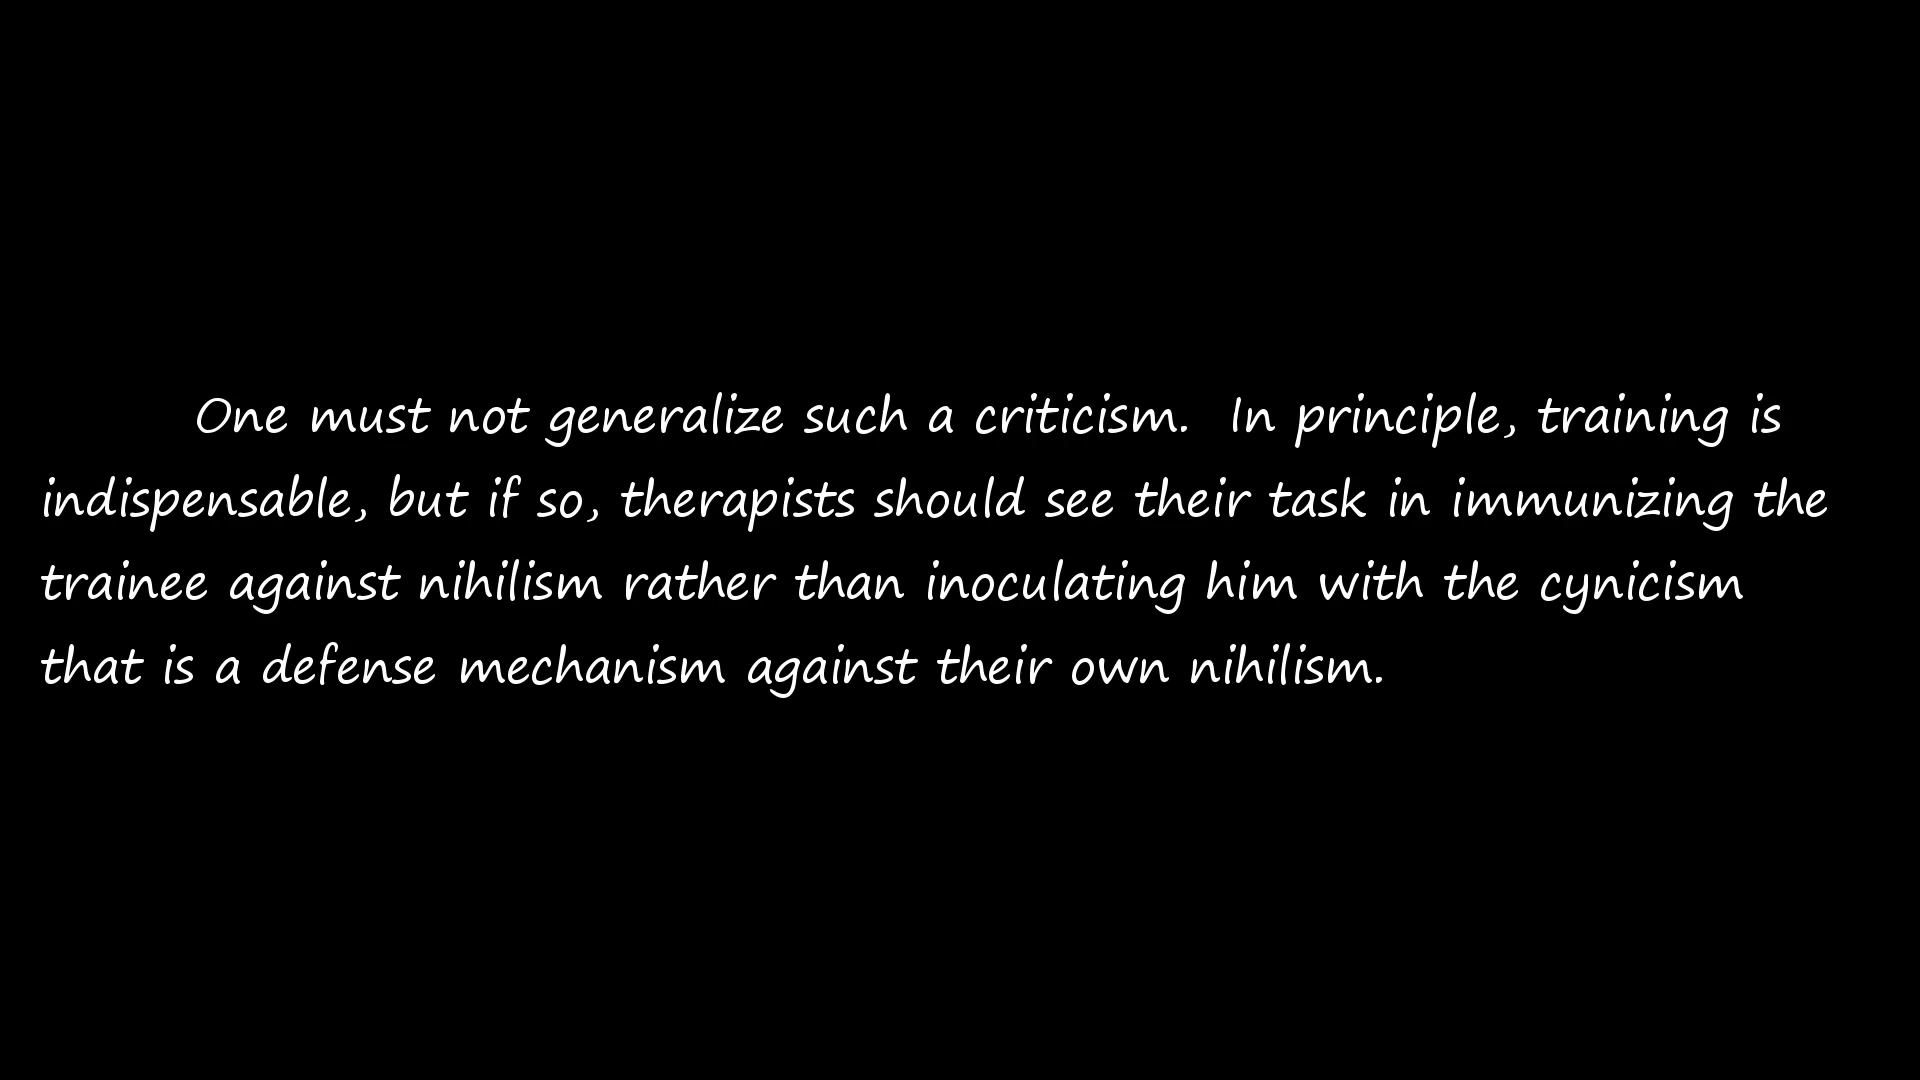 One must not generalize such a criticism.  In principle, training is
indispensable, but if so, therapists should see their task in immunizing the
trainee against nihilism rather than inoculating him with the cynicism
that is a defense mechanism against their own nihilism.